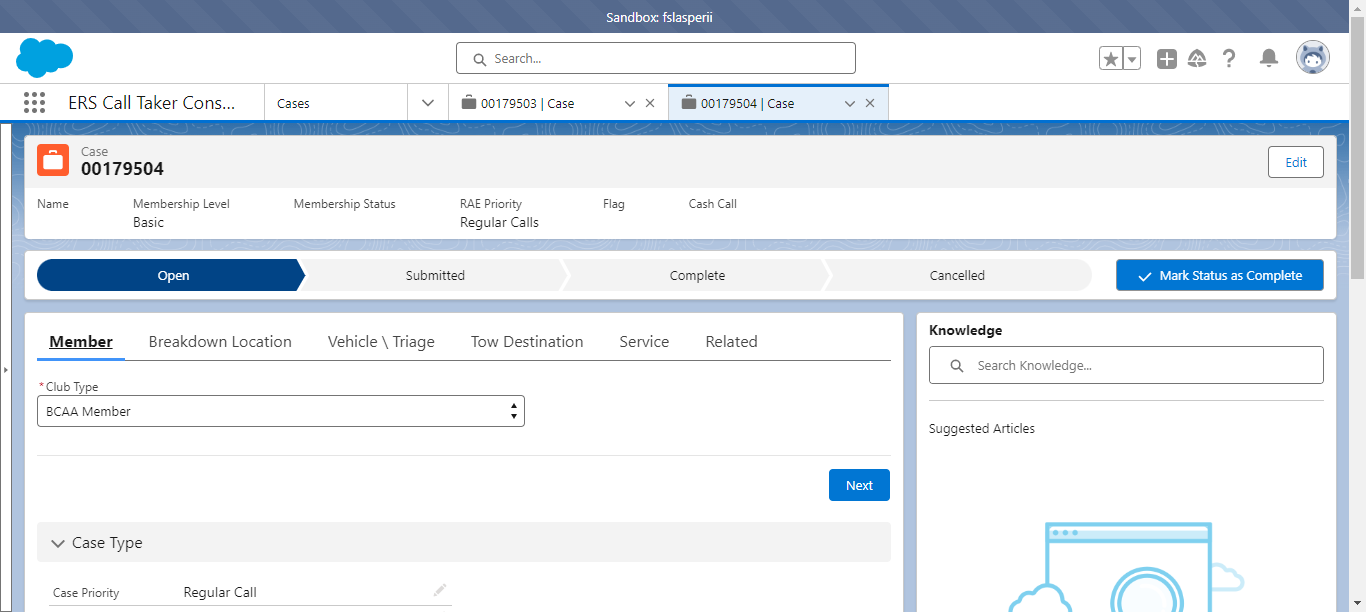 Sandbox: fslasperii
Search...
ERS Call Taker Cons...
Cases
00179503 | Case
00179504 | Case
Case
00179504
Edit
Name Membership Level Membership Status RAE Priority Flag Cash Call
Basic Regular Calls
Open Submitted Complete Cancelled Mark Status as Complete
Member Breakdown Location Vehicle \ Triage Tow Destination Service Related
*Club Type
BCAA Member
Next
Case Type
Case Priority Regular Call
Knowledge
Search Knowledge...
Suggested Articles